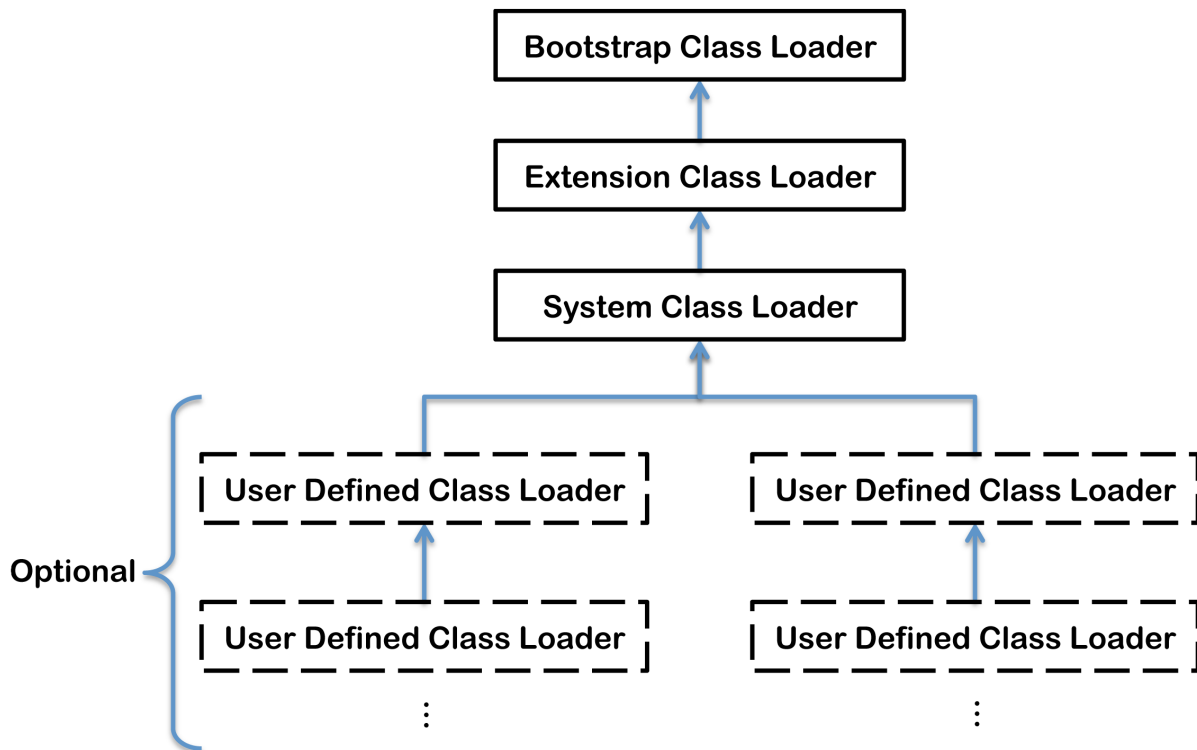 Bootstrap Class Loader
Extension Class Loader
System Class Loader
User Defined Class Loader
User Defined Class Loader
Optional
User Defined Class Loader
User Defined Class Loader
⋮
⋮